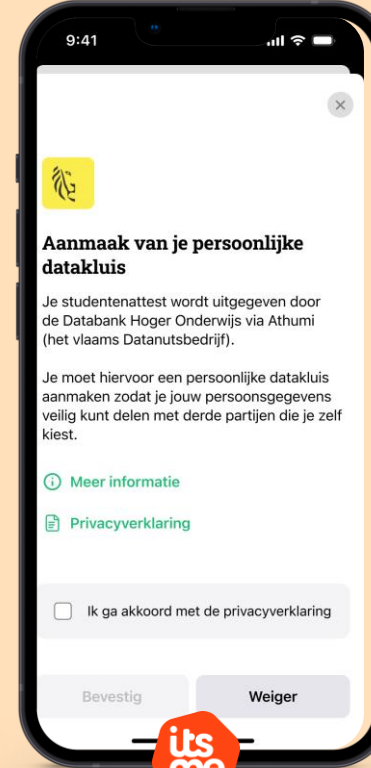 9:41
Aanmaak van je persoonlijke
datakluis
Je studentenattest wordt uitgegeven door
de Databank Hoger Onderwijs via Athumi
(het vlaams Datanutsbedrijf).
Je moet hiervoor een persoonlijke datakluis
aanmaken zodat je jouw persoonsgegevens
veilig kunt delen met derde partijen die je zelf
kiest.
Meer informatie
Privacyverklaring
Ik ga akkoord met de privacyverklaring
Bevestig
Weiger
its
me